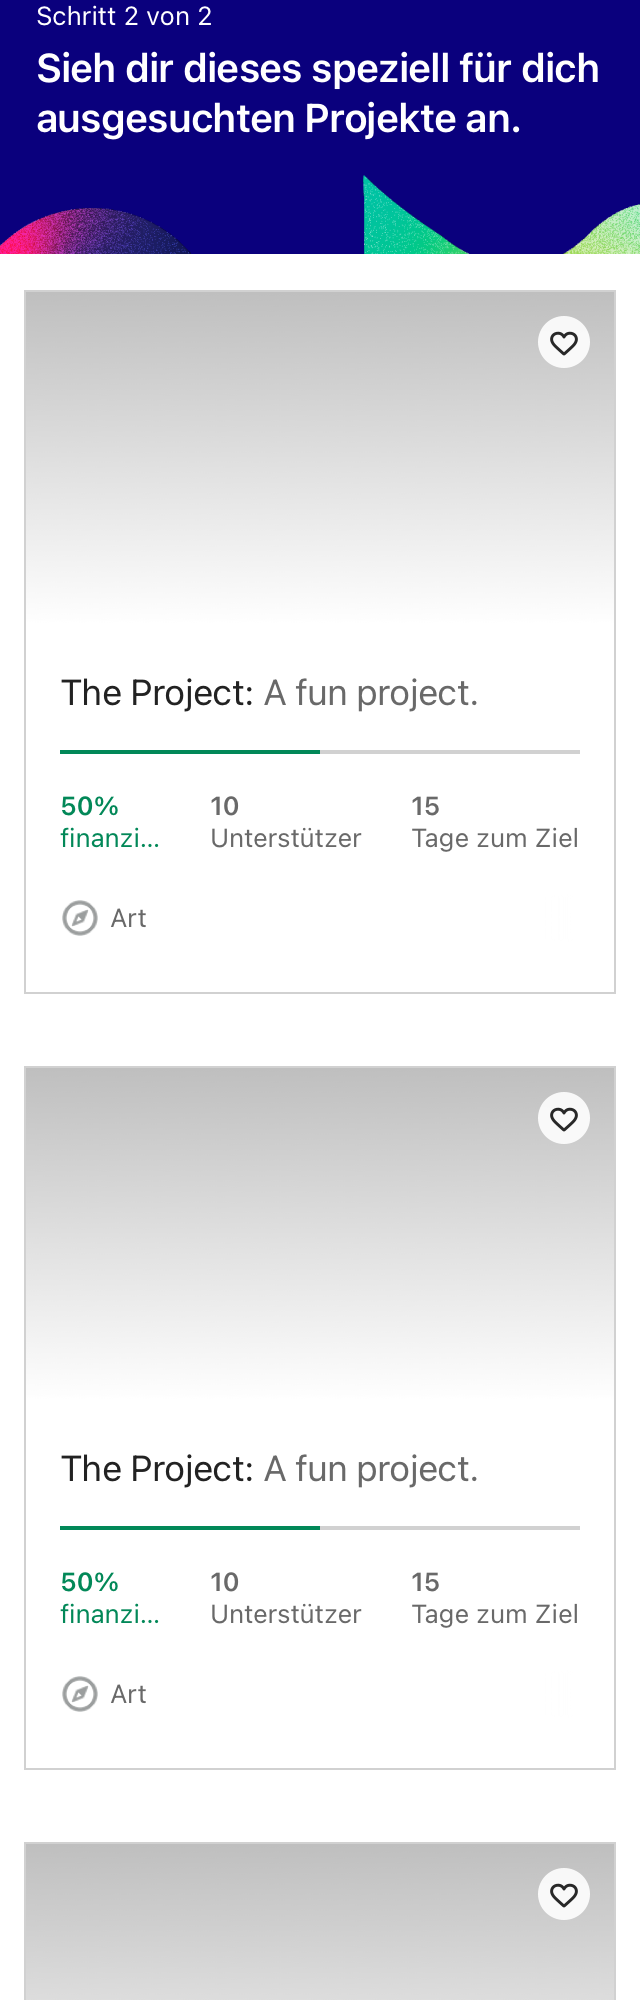 Schritt 2 von 2
Sieh dir dieses speziell für dich
ausgesuchten Projekte an.
The Project: A fun project.
50%
finanzi...
10
Unterstützer
15
Tage zum Ziel
Art
The Project: A fun project.
50%
finanzi...
10
Unterstützer
15
Tage zum Ziel
Art